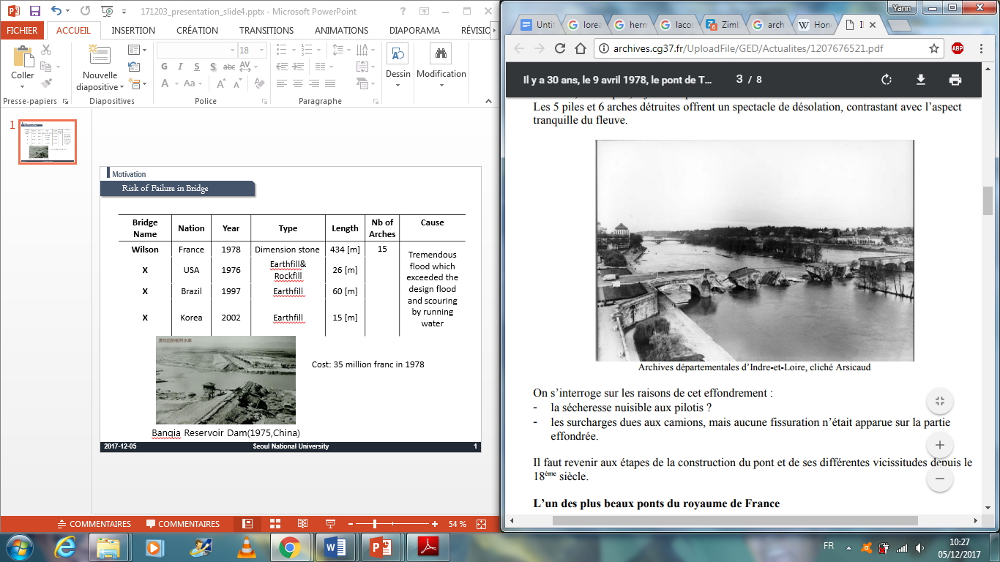 171203_presentation_slide4.pptx - Microsoft PowerPoint
FICHIER ACCUEIL INSERTION CRÉATION TRANSITIONS ANIMATIONS DIAPORAMA RÉVISIO
Coller
Nouvelle
diapositive
18
G I S S abc AV
A Aa A A
Dessin
Modification
Presse-papiers Diapositives Police Paragraphe
1
Motivation
Risk of Failure in Bridge
Bridge Name Nation Year Type Length Nb of Arches Cause
Wilson France 1978 Dimension stone 434 [m] 15
X USA 1976 Earthfill& Rockfill 26 [m]
X Brazil 1997 Earthfill 60 [m]
X Korea 2002 Earthfill 15 [m]
Tremendous
flood which
exceeded the
design flood
and scouring
by running
water
Cost: 35 million franc in 1978
Banqia Reservoir Dam(1975,China)
2017-12-05 Seoul National University 1
COMMENTAIRES COMMENTAIRES 54 %
Yann
Untit lorea hern lacos Zimb arch Hon Il
archives.cg37.fr/UploadFile/GED/Actualites/1207676521.pdf
ABP
Il y a 30 ans, le 9 avril 1978, le pont de T... 3 / 8
Les 5 piles et 6 arches détruites offrent un spectacle de désolation, contrastant avec l’aspect
tranquille du fleuve.
Archives départementales d’Indre-et-Loire, cliché Arsicaud
On s’interroge sur les raisons de cet effondrement :
- la sécheresse nuisible aux pilotis ?
- les surcharges dues aux camions, mais aucune fissuration n’était apparue sur la partie
effondrée.
Il faut revenir aux étapes de la construction du pont et de ses différentes vicissitudes depuis le
18ème siècle.
L’un des plus beaux ponts du royaume de France
FR
10:27
05/12/2017